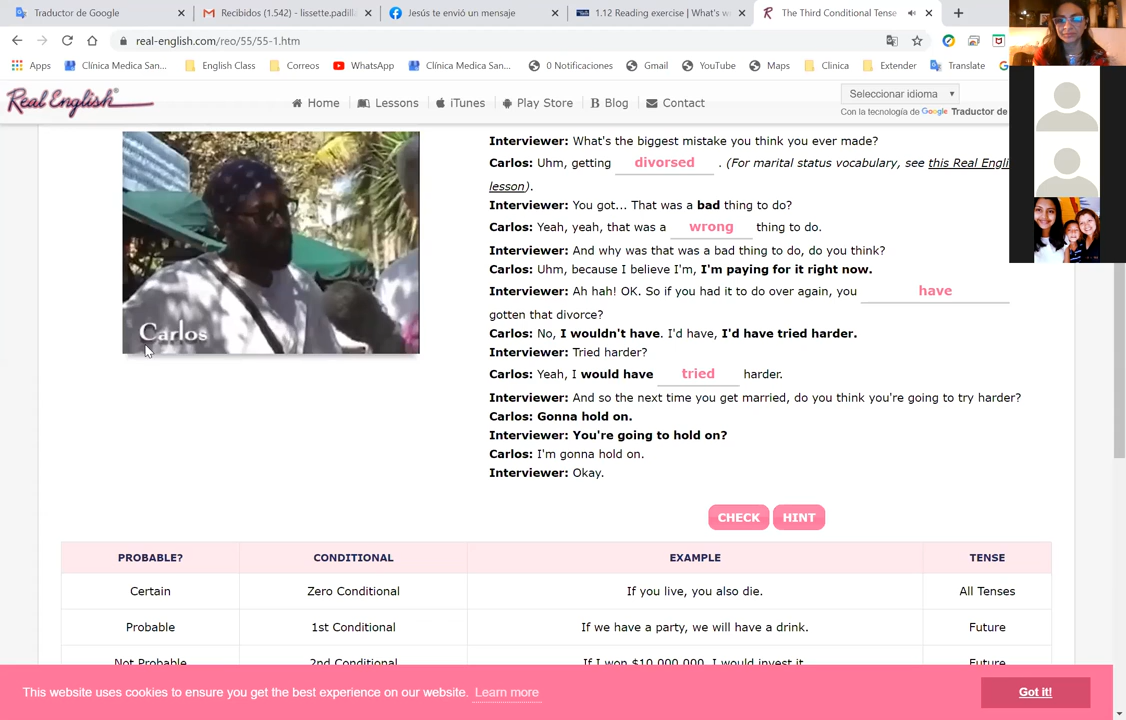 Traductor de Google
Recibidos (1.542) - lissette.padill
Jesús te envió un mensaje
1.12 Reading exercise | What's w
The Third Conditional Tense
real-english.com/reo/55/55-1.htm
Apps
Clínica Medica San...
English Class
Correos
WhatsApp
Clínica Medica San...
0 Notificaciones
Gmail
YouTube
Maps
Clinica
Extender
Translate
Real English®
Home
Lessons
iTunes
Play Store
Blog
Contact
Seleccionar idioma
Con la tecnología de Google Traductor de
Interviewer: What's the biggest mistake you think you ever made?
Carlos: Uhm, getting divorsed . (For marital status vocabulary, see this Real Engli
lesson).
Interviewer: You got... That was a bad thing to do?
Carlos: Yeah, yeah, that was a wrong thing to do.
Interviewer: And why was that was a bad thing to do, do you think?
Carlos: Uhm, because I believe I'm, I'm paying for it right now.
Interviewer: Ah hah! OK. So if you had it to do over again, you have
gotten that divorce?
Carlos: No, I wouldn't have. I'd have, I'd have tried harder.
Interviewer: Tried harder?
Carlos: Yeah, I would have tried harder.
Interviewer: And so the next time you get married, do you think you're going to try harder?
Carlos: Gonna hold on.
Interviewer: You're going to hold on?
Carlos: I'm gonna hold on.
Interviewer: Okay.
Carlos
CHECK
HINT
PROBABLE? CONDITIONAL EXAMPLE TENSE
Certain Zero Conditional If you live, you also die. All Tenses
Probable 1st Conditional If we have a party, we will have a drink. Future
Not Probable 2nd Conditional If I won $10,000,000, I would invest it. Future
This website uses cookies to ensure you get the best experience on our website. Learn more
Got it!